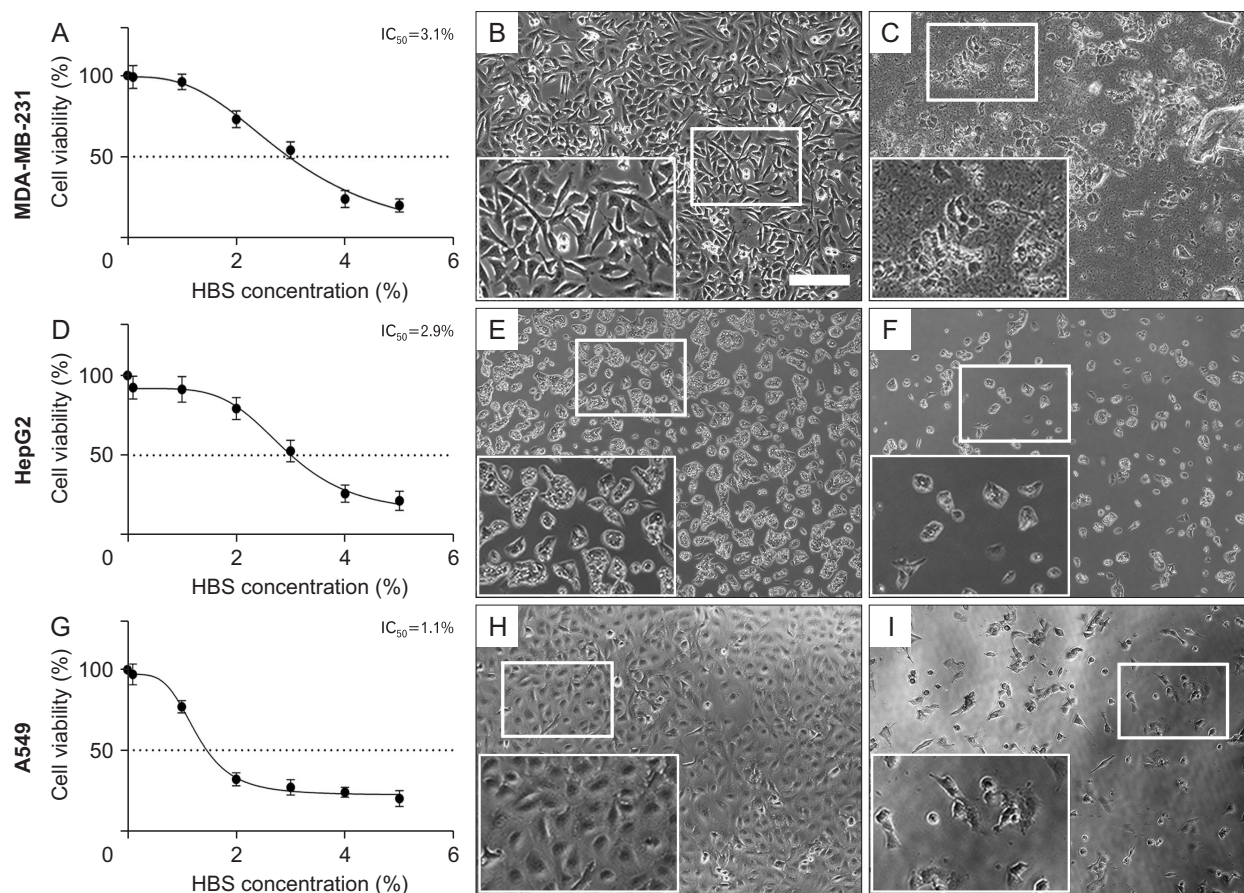 A
IC50=3.1%
MDA-MB-231
Cell viability (%)
100
50
0
2
4
6
HBS concentration (%)
B
C
D
IC50=2.9%
HepG2
Cell viability (%)
100
50
0
2
4
6
HBS concentration (%)
E
F
G
IC50=1.1%
A549
Cell viability (%)
100
50
0
2
4
6
HBS concentration (%)
H
I